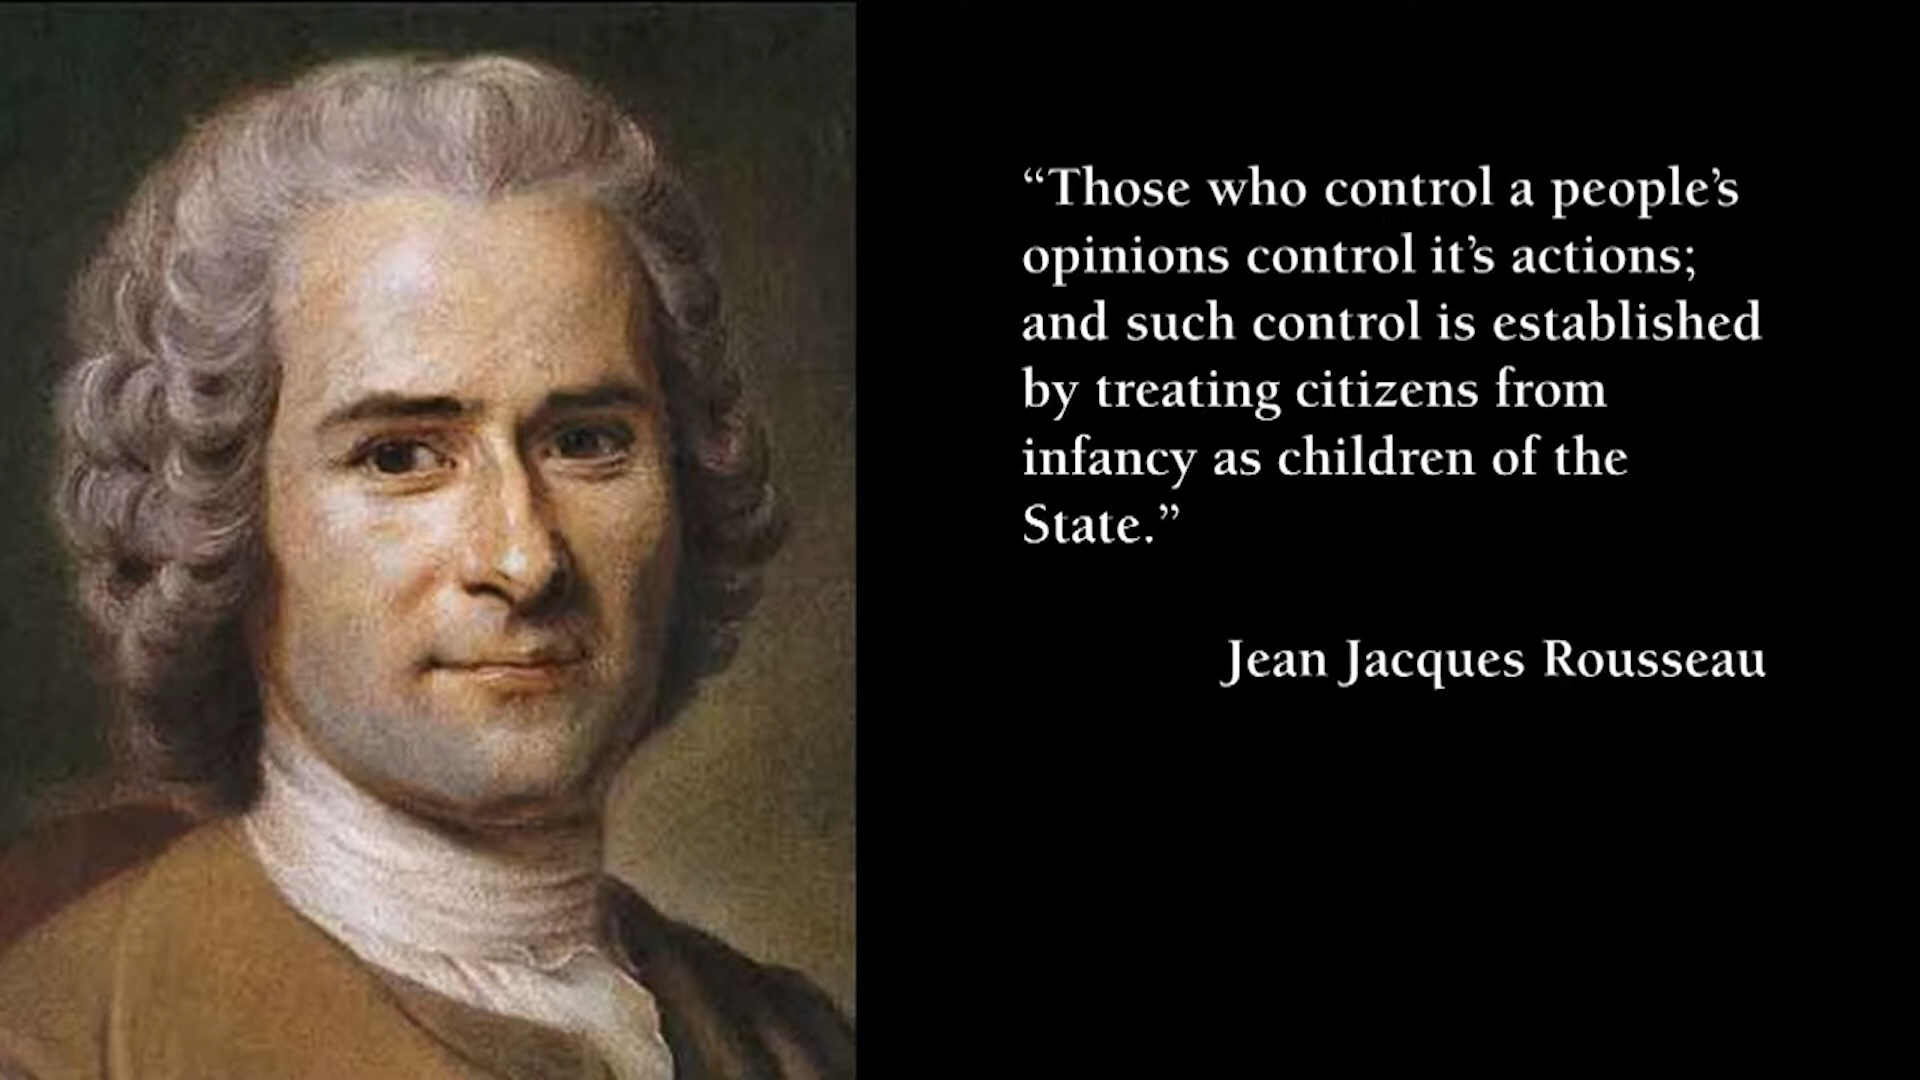 “Those who control a people’s
opinions control it’s actions;
and such control is established
by treating citizens from
infancy as children of the
State.”
Jean Jacques Rousseau